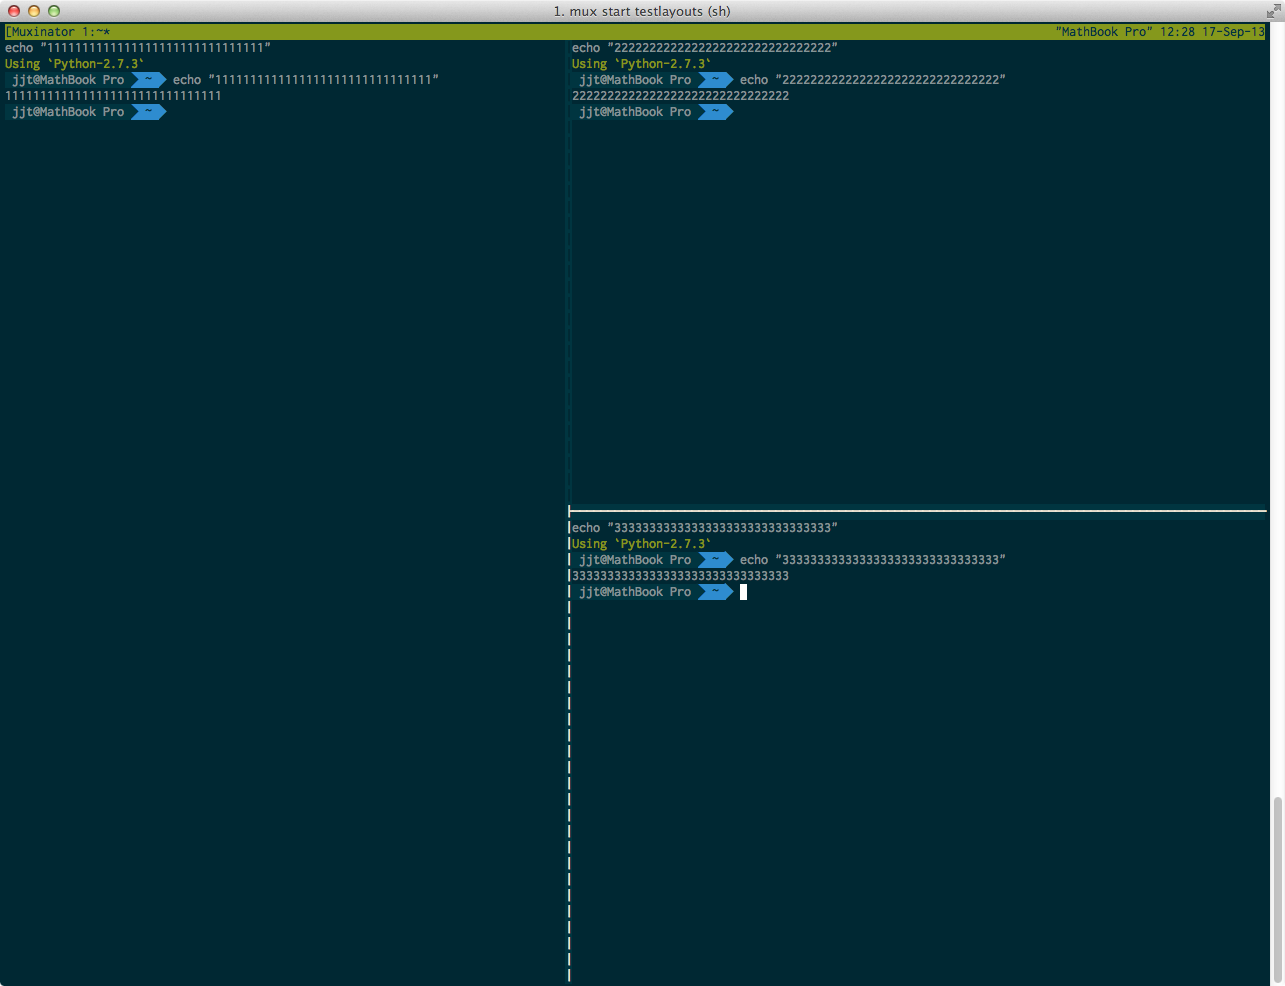 1. mux start testlayouts (sh)
[Muxinator 1:~* "MathBook Pro" 12:28 17-Sep-13
echo "1111111111111111111111111111111"
Using `Python-2.7.3`
jjt@MathBook Pro ~ echo "1111111111111111111111111111111"
1111111111111111111111111111111
jjt@MathBook Pro ~
echo "2222222222222222222222222222222"
Using `Python-2.7.3`
jjt@MathBook Pro ~ echo "2222222222222222222222222222222"
2222222222222222222222222222222
jjt@MathBook Pro ~
echo "3333333333333333333333333333333"
Using `Python-2.7.3`
jjt@MathBook Pro ~ echo "3333333333333333333333333333333"
3333333333333333333333333333333
jjt@MathBook Pro ~